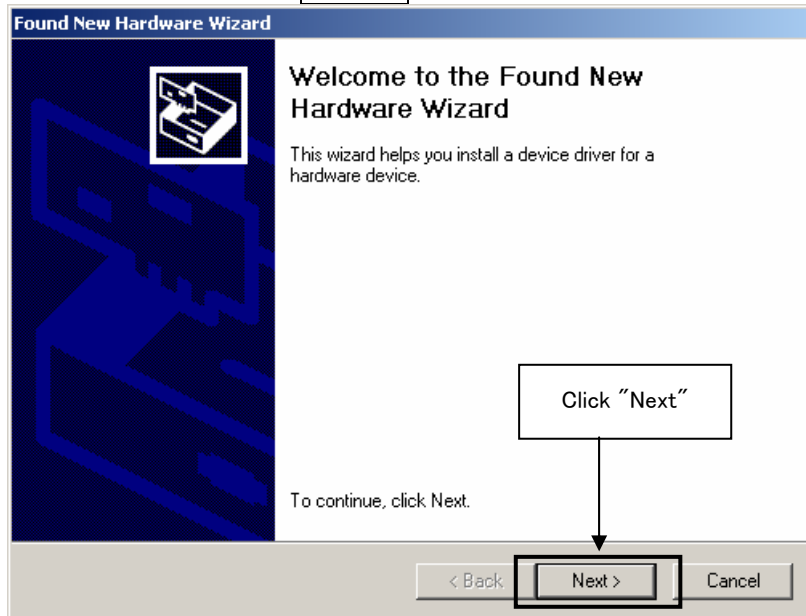 Found New Hardware Wizard
Welcome to the Found New
Hardware Wizard
This wizard helps you install a device driver for a
hardware device.
Click "Next"
To continue, click Next.
< Back
Next >
Cancel